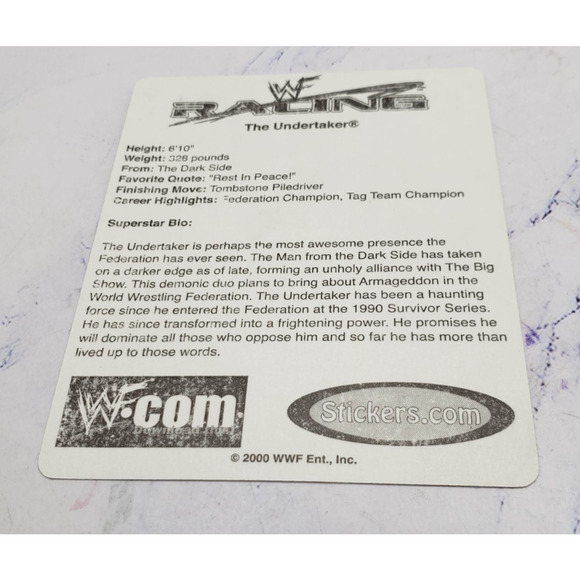 WF
RACING
The Undertaker®
Height: 6'10"
Weight: 328 pounds
From: The Dark Side
Favorite Quote: "Rest In Peace!"
Finishing Move: Tombstone Piledriver
Career Highlights: Federation Champion, Tag Team Champion
Superstar Bio:
The Undertaker is perhaps the most awesome presence the
Federation has ever seen. The Man from the Dark Side has taken
on a darker edge as of late, forming an unholy alliance with The Big
Show. This demonic duo plans to bring about Armageddon in the
World Wrestling Federation. The Undertaker has been a haunting
force since he entered the Federation at the 1990 Survivor Series.
He has since transformed into a frightening power. He promises he
will dominate all those who oppose him and so far he has more than
lived up to those words.
WF.com
Stickers.com
© 2000 WWF Ent., Inc.